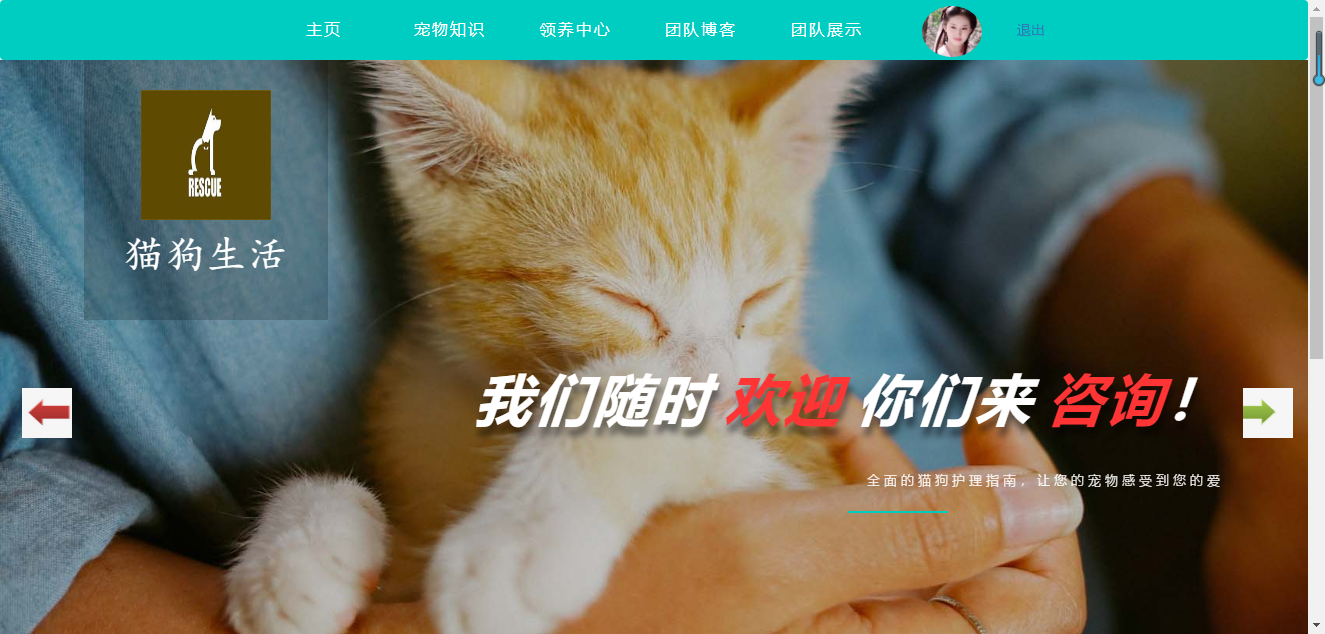 主页 宠物知识 领养中心 团队博客 团队展示 退出
RESCUE
猫狗生活
我们随时 欢迎 你们来 咨询！
全面的猫狗护理指南，让您的宠物感受到您的爱